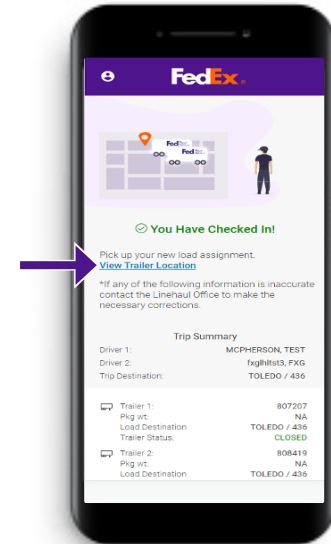 FedEx.
FedEx.
FedEx.
You Have Checked In!
Pick up your new load assignment.
View Trailer Location
*If any of the following information is inaccurate
contact the Linehaul Office to make the
necessary corrections.
Trip Summary
Driver 1: MCPHERSON, TEST
Driver 2: fxglhltst3, FXG
Trip Destination: TOLEDO / 436
Trailer 1: 807207
Pkg wt: NA
Load Destination TOLEDO / 436
Trailer Status: CLOSED
Trailer 2: 808419
Pkg wt: NA
Load Destination TOLEDO / 436